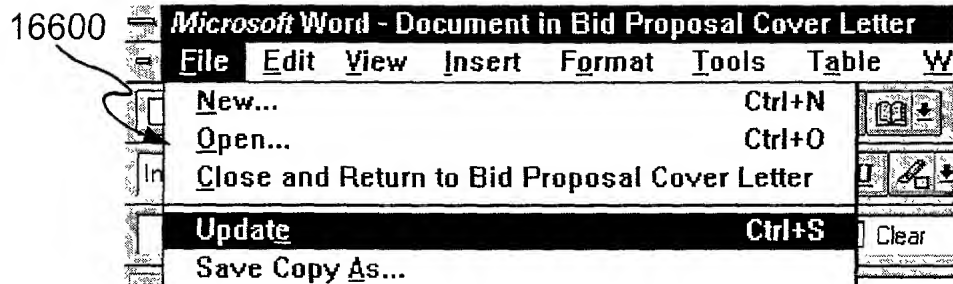 16600
Microsoft Word - Document in Bid Proposal Cover Letter
File Edit View Insert Format Tools Table W
New... Ctrl+N
Open... Ctrl+O
In
Close and Return to Bid Proposal Cover Letter
Update Ctrl+S
Clear
Save Copy As...